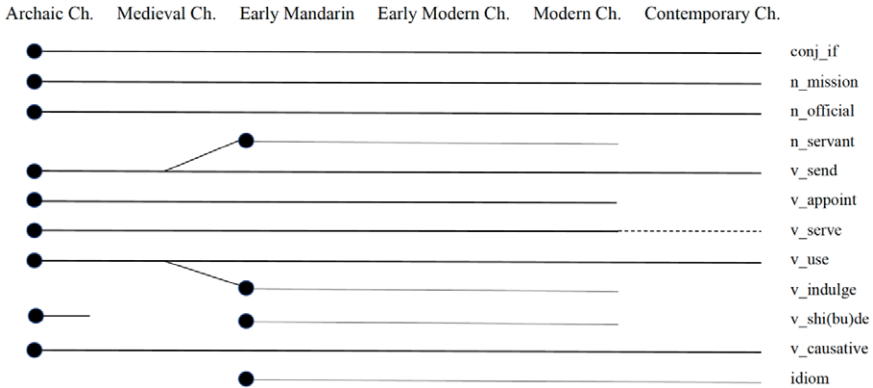 Archaic Ch. Medieval Ch. Early Mandarin Early Modern Ch. Modern Ch. Contemporary Ch.
conj_if
n_mission
n_official
n_servant
v_send
v_appoint
v_serve
v_use
v_indulge
v_shi(bu)de
v_causative
idiom